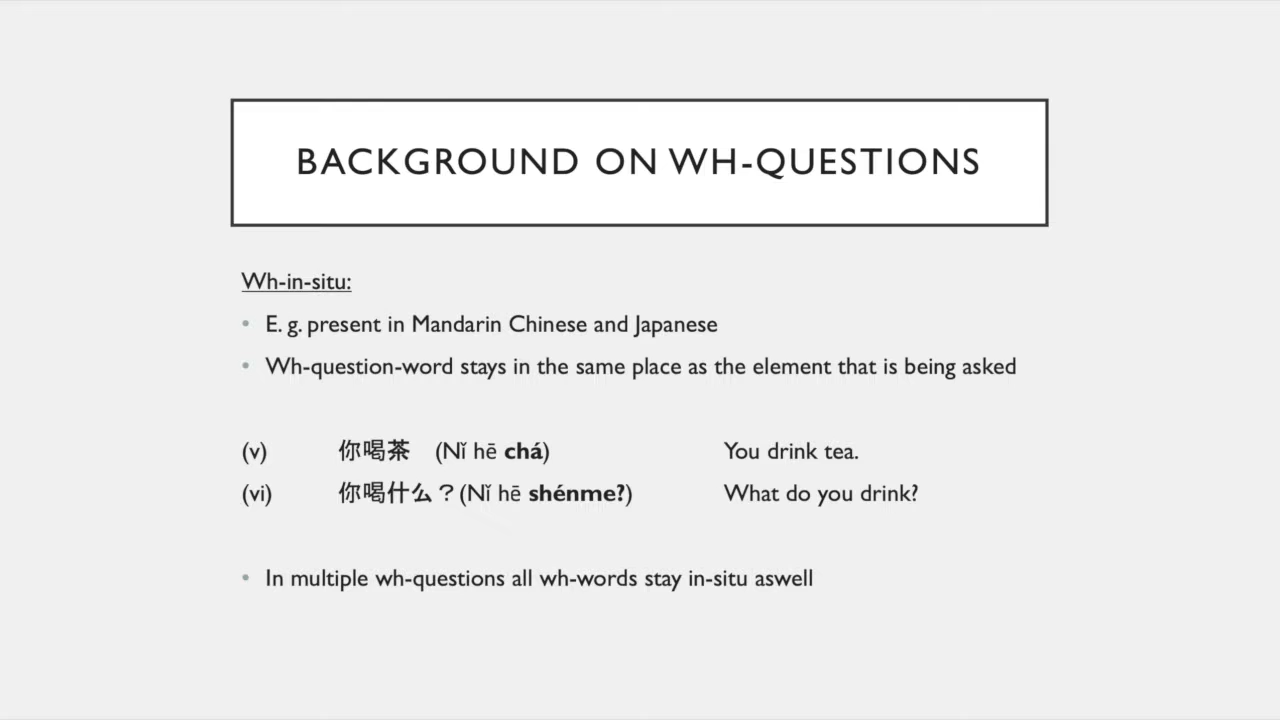 BACKGROUND ON WH-QUESTIONS
Wh-in-situ:
• E. g. present in Mandarin Chinese and Japanese
• Wh-question-word stays in the same place as the element that is being asked
(v) 你喝茶 (Nǐ hē chá) You drink tea.
(vi) 你喝什么？(Nǐ hē shénme?) What do you drink?
• In multiple wh-questions all wh-words stay in-situ aswell